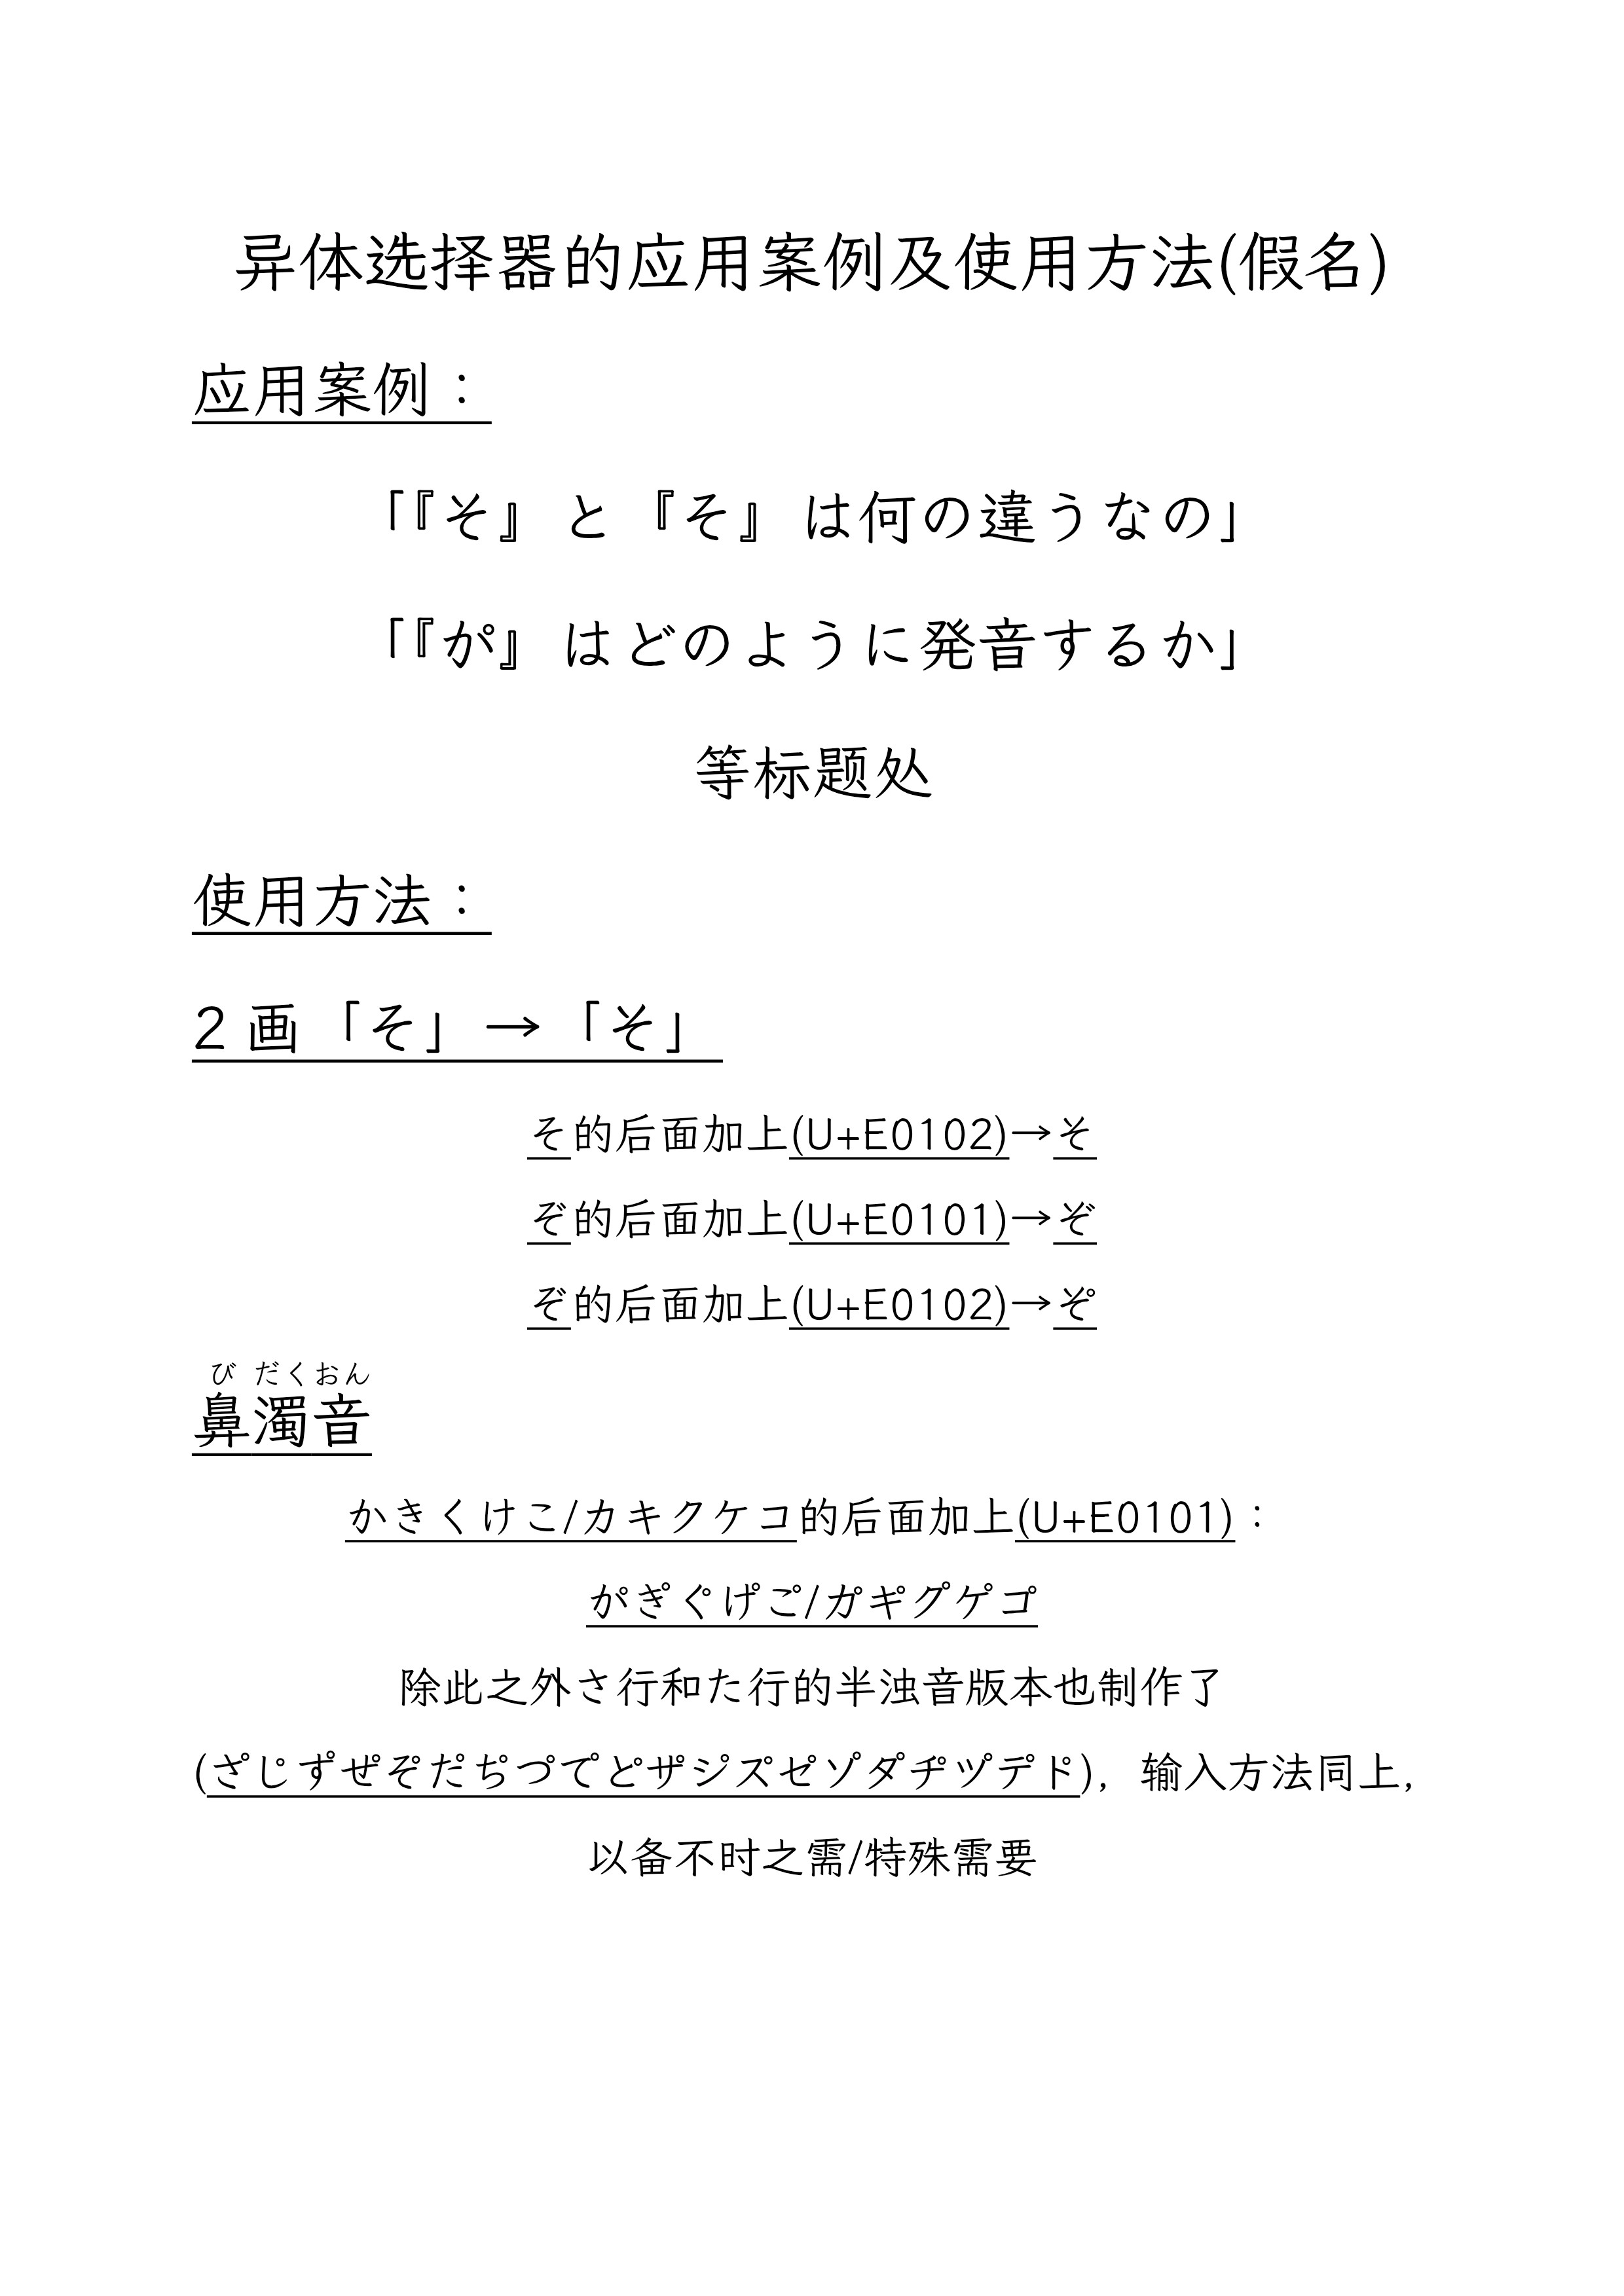 异体选择器的应用案例及使用方法(假名)
应用案例：
「『そ』と『そ』は何の違うなの」
「『か゚』はどのように発音するか」
等标题处
使用方法：
2画「そ」→「そ」
そ的后面加上(U+E0102)→そ
ぞ的后面加上(U+E0101)→ぞ
ぞ的后面加上(U+E0102)→そ゚
び だくおん
鼻濁音
かきくけこ/カキクケコ的后面加上(U+E0101)：
か゚き゚く゚け゚こ゚/カ゚キ゚ク゚ケ゚コ゚
除此之外さ行和た行的半浊音版本也制作了
(さ゚し゚す゚せ゚そ゚た゚ち゚つ゚て゚と゚サ゚シ゚ス゚セ゚ソ゚タ゚チ゚ツ゚テ゚ト゚)，输入方法同上，
以备不时之需/特殊需要